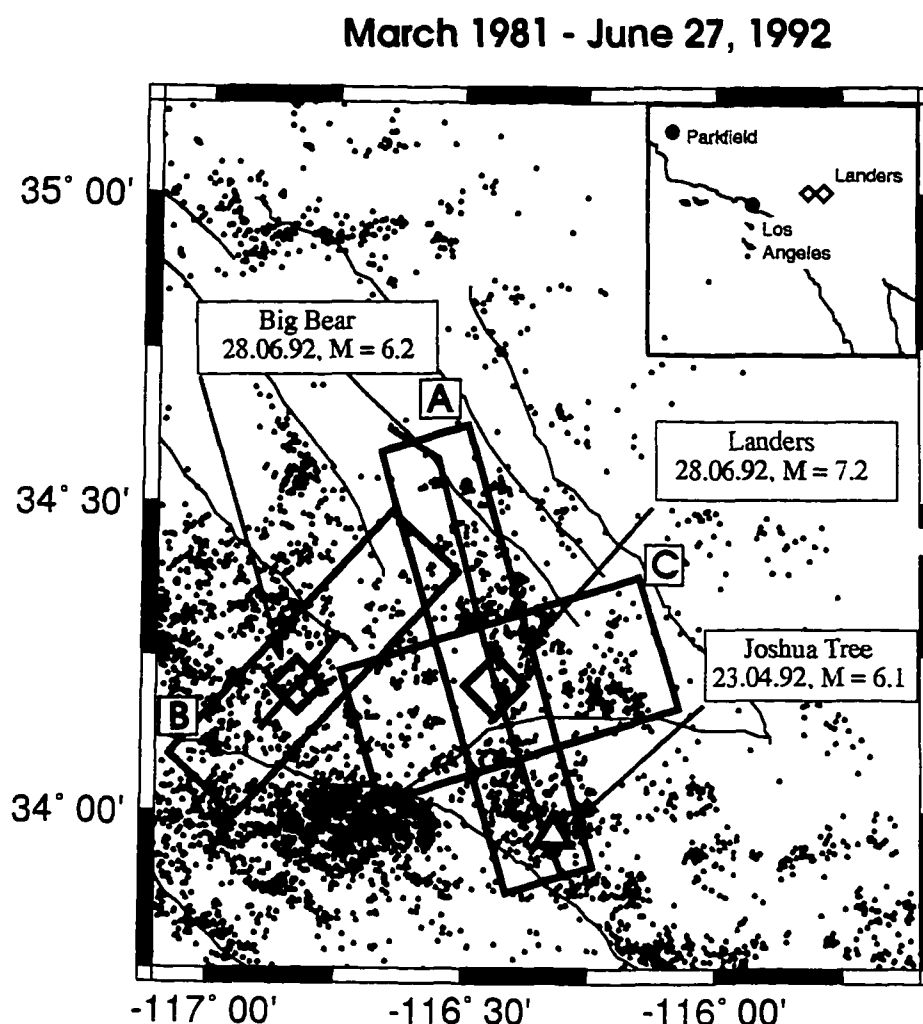 March 1981 - June 27, 1992
Parkfield
Landers
Los
Angeles
35° 00'
Big Bear
28.06.92, M = 6.2
A
Landers
28.06.92, M = 7.2
34° 30'
C
Joshua Tree
23.04.92, M = 6.1
B
34° 00'
-117° 00'
-116° 30'
-116° 00'